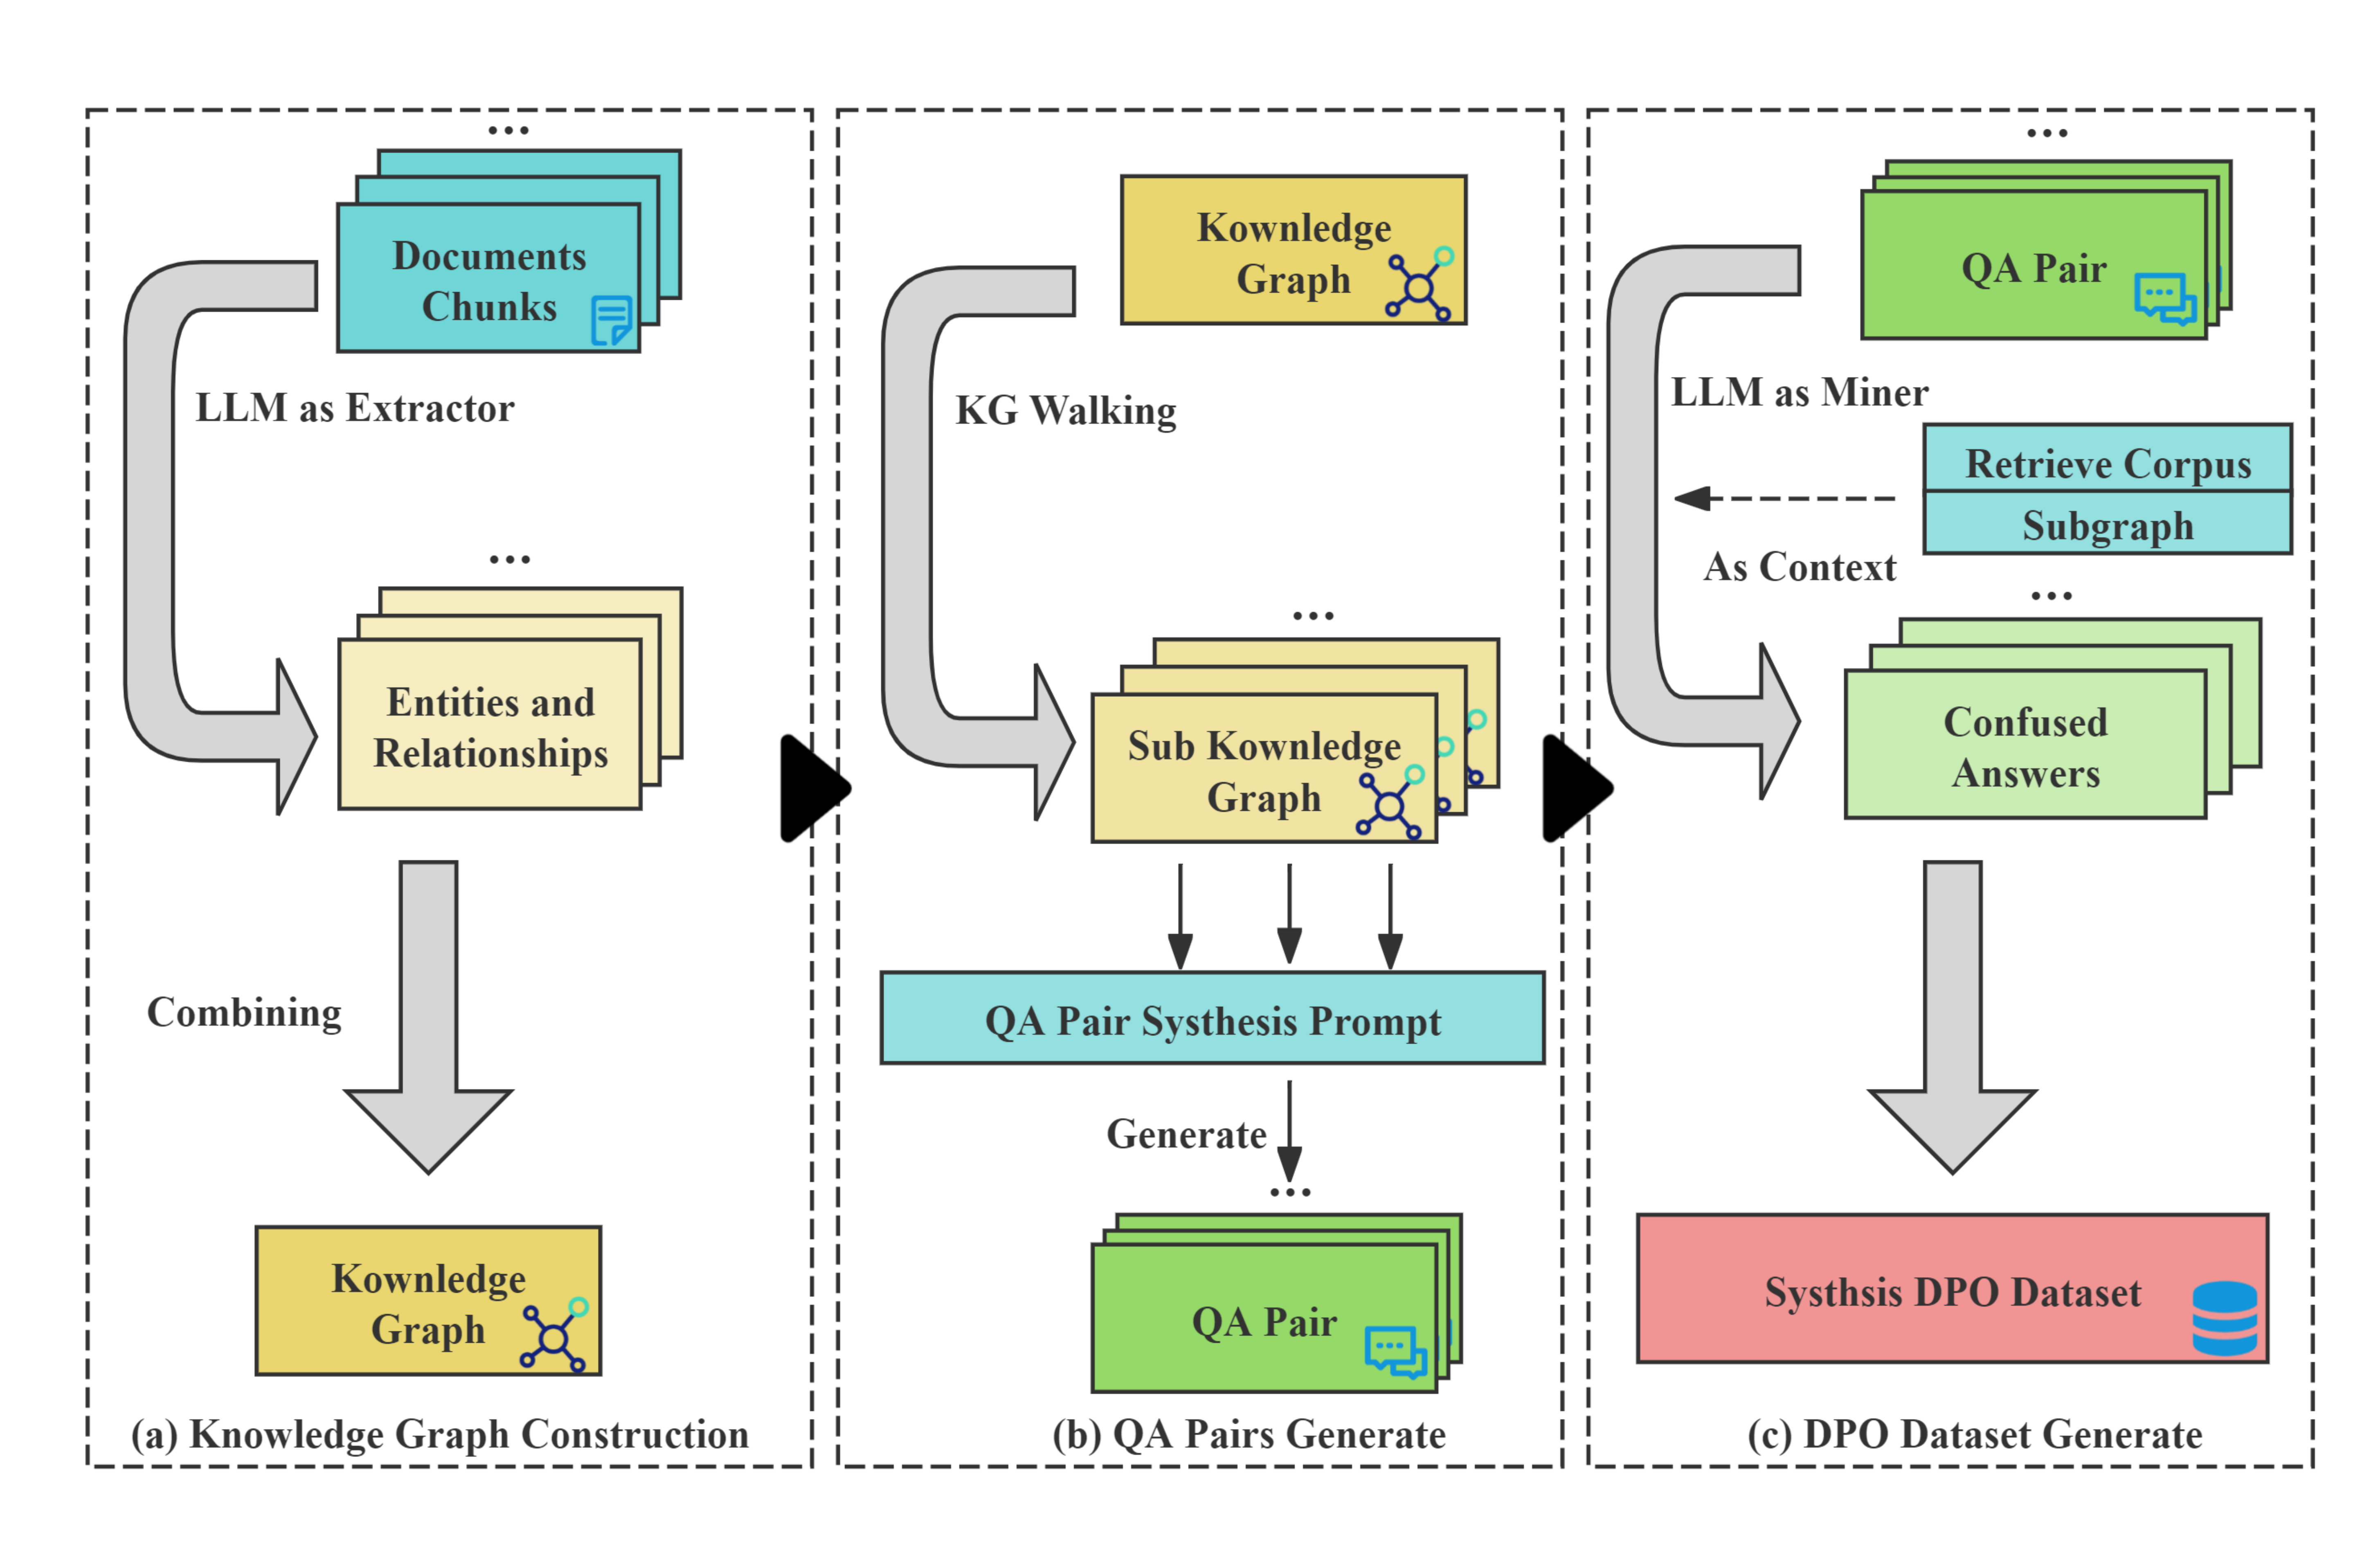 ...
Documents
Chunks
LLM as Extractor
...
Entities and
Relationships
Combining
Kownledge
Graph
(a) Knowledge Graph Construction
Kownledge
Graph
KG Walking
...
Sub Kownledge
Graph
QA Pair Systhesis Prompt
Generate
...
QA Pair
(b) QA Pairs Generate
...
QA Pair
LLM as Miner
Retrieve Corpus
Subgraph
As Context
...
Confused
Answers
Systhsis DPO Dataset
(c) DPO Dataset Generate